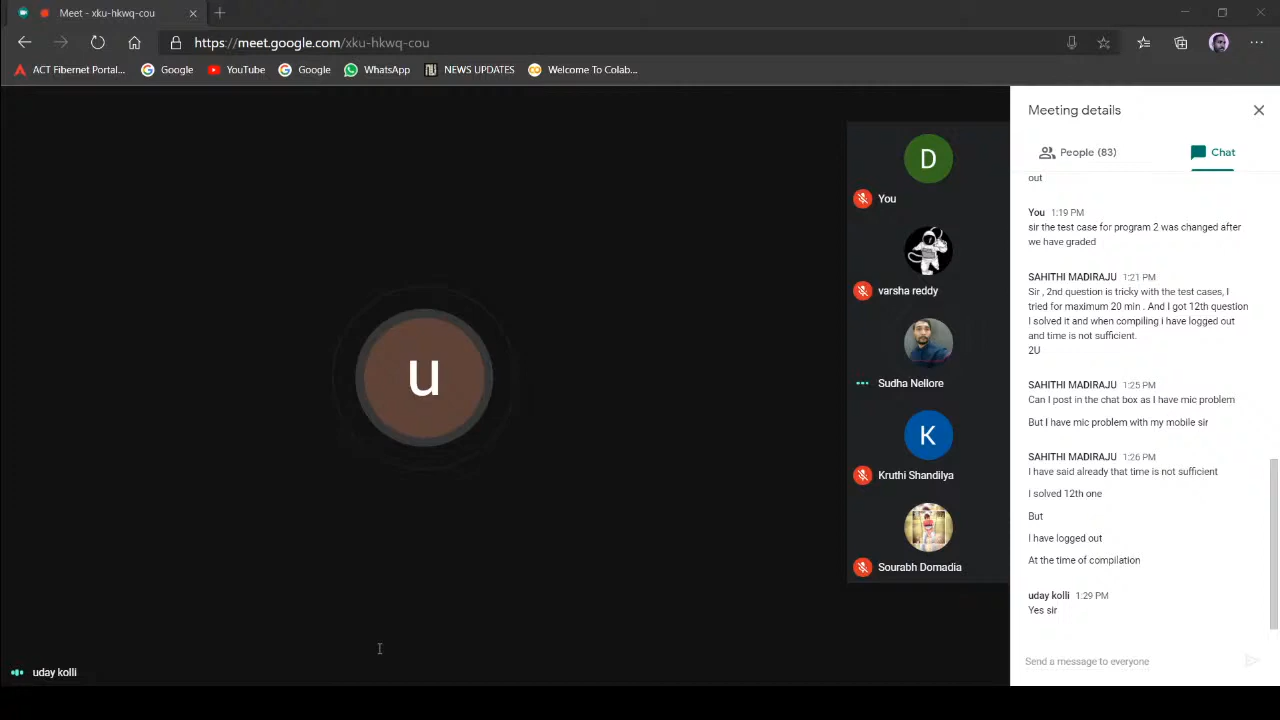 Meet - xku-hkwq-cou
https://meet.google.com/xku-hkwq-cou
ACT Fibernet Portal...
Google
YouTube
Google
WhatsApp
NEWS UPDATES
Welcome To Colab...
u
uday kolli
D
You
varsha reddy
Sudha Nellore
K
Kruthi Shandilya
Sourabh Domadia
Meeting details
People (83)
Chat
out
You 1:19 PM
sir the test case for program 2 was changed after
we have graded
SAHITHI MADIRAJU 1:21 PM
Sir , 2nd question is tricky with the test cases, I
tried for maximum 20 min . And I got 12th question
I solved it and when compiling i have logged out
and time is not sufficient.
2U
SAHITHI MADIRAJU 1:25 PM
Can I post in the chat box as I have mic problem
But I have mic problem with my mobile sir
SAHITHI MADIRAJU 1:26 PM
I have said already that time is not sufficient
I solved 12th one
But
I have logged out
At the time of compilation
uday kolli 1:29 PM
Yes sir
Send a message to everyone